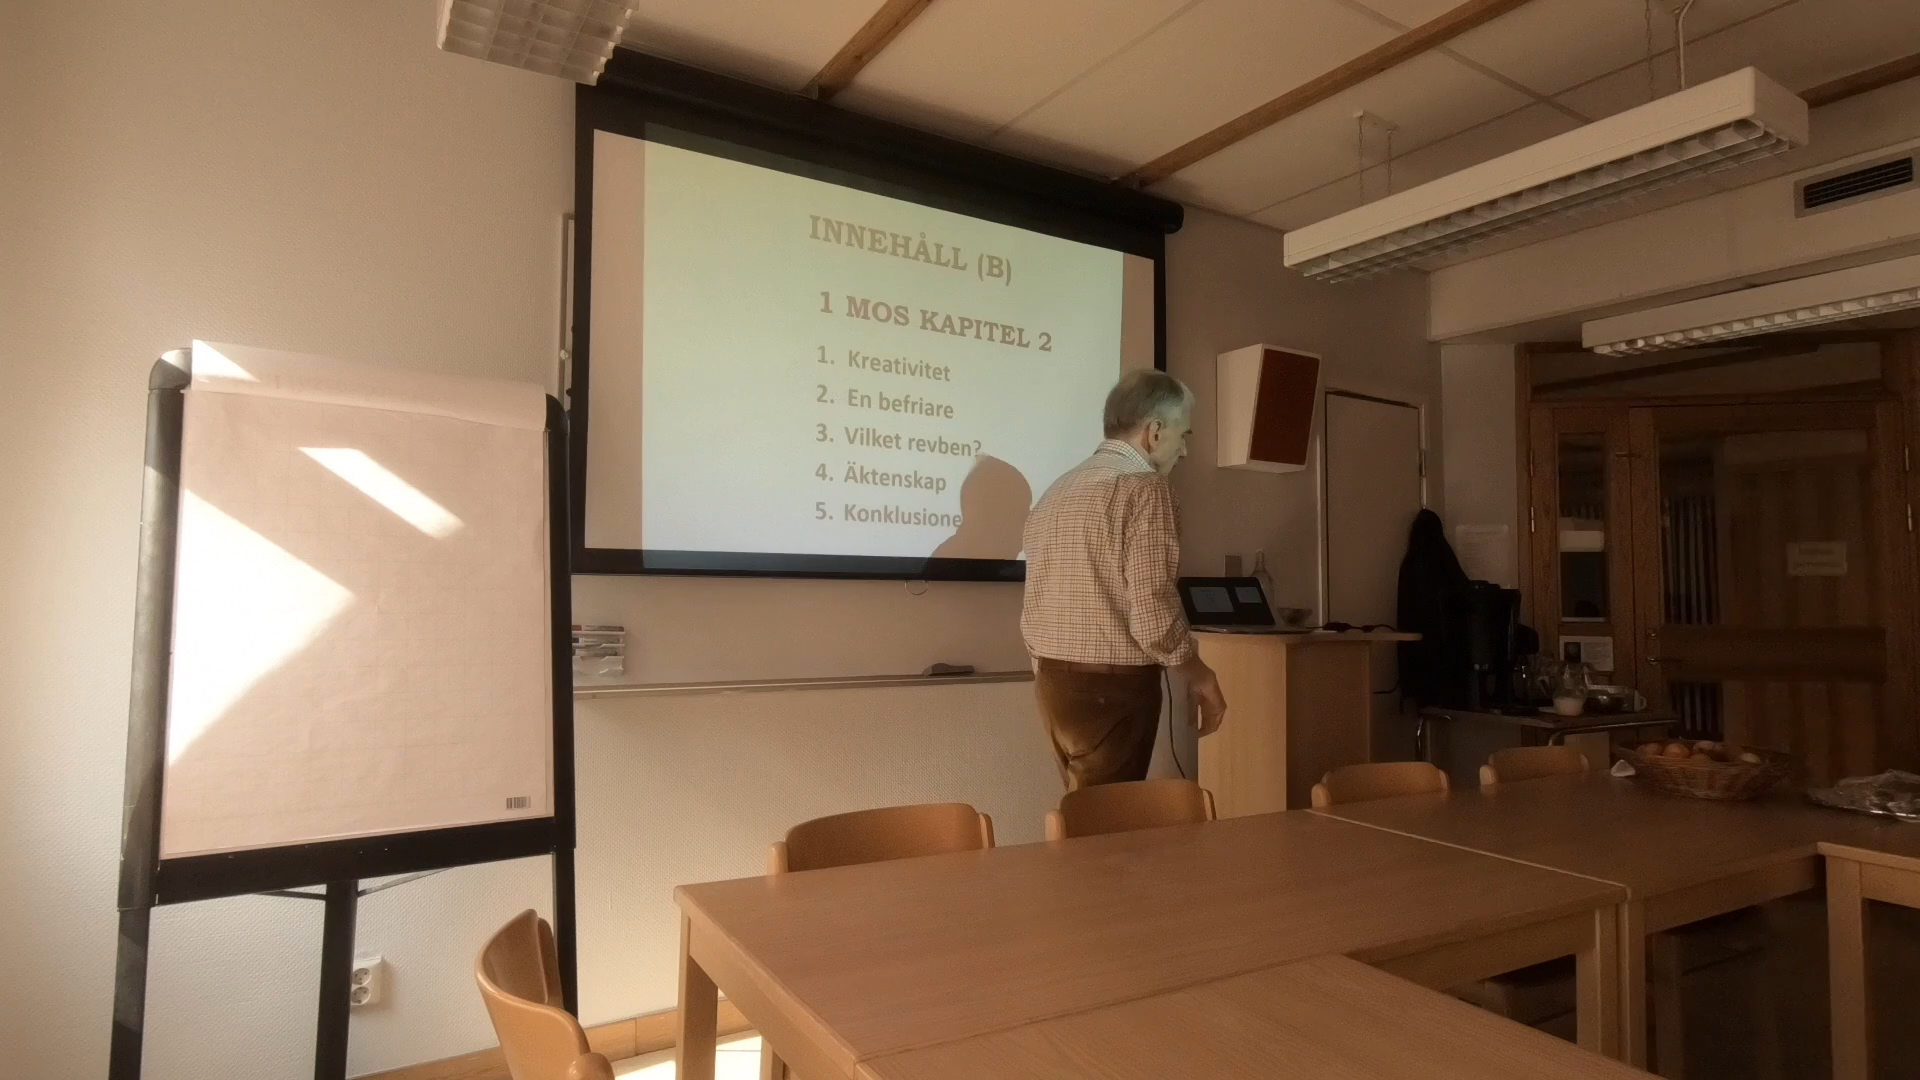 INNEHÅLL (B)
1 MOS KAPITEL 2
1. Kreativitet
2. En befriare
3. Vilket revben?
4. Äktenskap
5. Konklusione